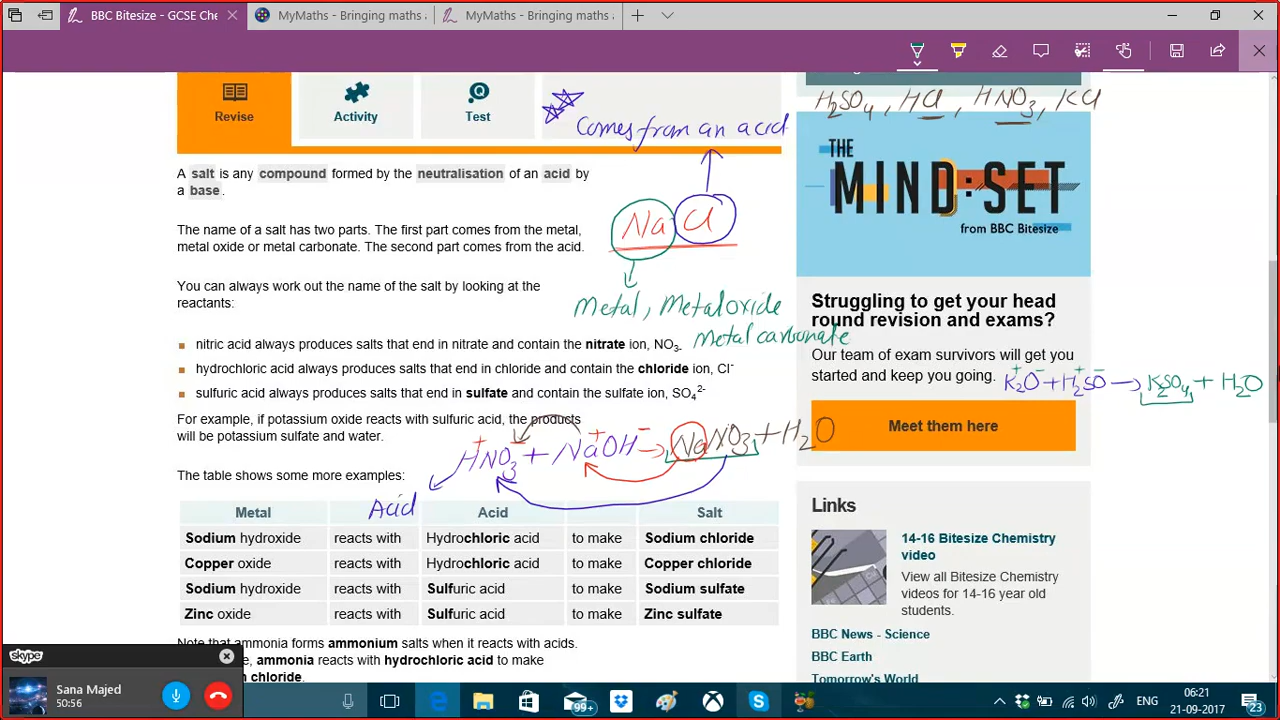 BBC Bitesize - GCSE Che
MyMaths - Bringing maths
MyMaths - Bringing maths
Revise
Activity
Test
Comes from an acid
H2SO4, HCl, HNO3, KCl
A salt is any compound formed by the neutralisation of an acid by
a base.
NaCl
The name of a salt has two parts. The first part comes from the metal,
metal oxide or metal carbonate. The second part comes from the acid.
You can always work out the name of the salt by looking at the
reactants:
Metal, Metal oxide
metal carbonate
nitric acid always produces salts that end in nitrate and contain the nitrate ion, NO3-
hydrochloric acid always produces salts that end in chloride and contain the chloride ion, Cl-
sulfuric acid always produces salts that end in sulfate and contain the sulfate ion, SO4 2-
For example, if potassium oxide reacts with sulfuric acid, the products
will be potassium sulfate and water.
HNO3 + NaOH → NaNO3 + H2O
+ - + -
The table shows some more examples:
Acid
Metal Acid Salt
Sodium hydroxide reacts with Hydrochloric acid to make Sodium chloride
Copper oxide reacts with Hydrochloric acid to make Copper chloride
Sodium hydroxide reacts with Sulfuric acid to make Sodium sulfate
Zinc oxide reacts with Sulfuric acid to make Zinc sulfate
Note that ammonia forms ammonium salts when it reacts with acids.
, ammonia reacts with hydrochloric acid to make
chloride.
THE
MIND:SET
from BBC Bitesize
Struggling to get your head
round revision and exams?
Our team of exam survivors will get you
started and keep you going.
K2O + H2SO → K2SO4 + H2O
+ - + -
Meet them here
Links
14-16 Bitesize Chemistry
video
View all Bitesize Chemistry
videos for 14-16 year old
students.
BBC News - Science
BBC Earth
Tomorrow's World
skype
Sana Majed
50:56
99+
ENG
06:21
21-09-2017
23